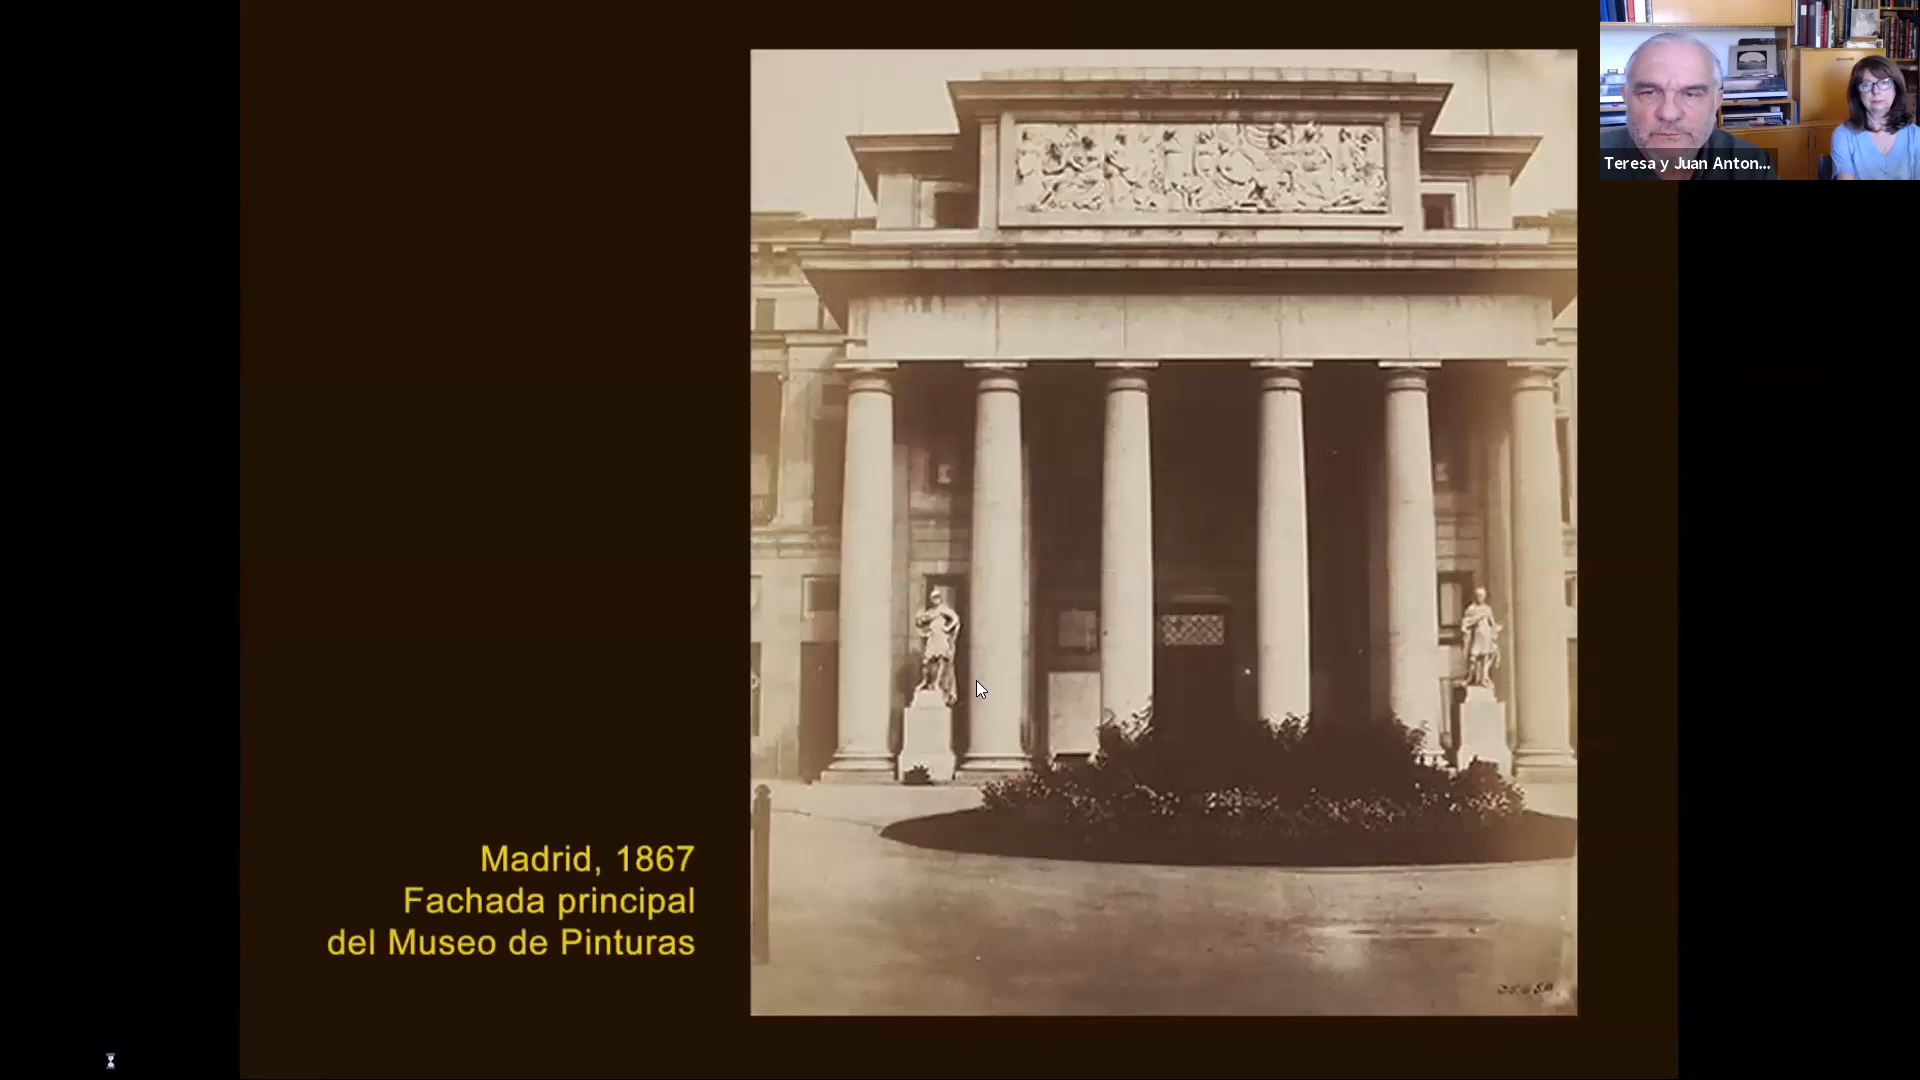 Teresa y Juan Anton...
Madrid, 1867
Fachada principal
del Museo de Pinturas